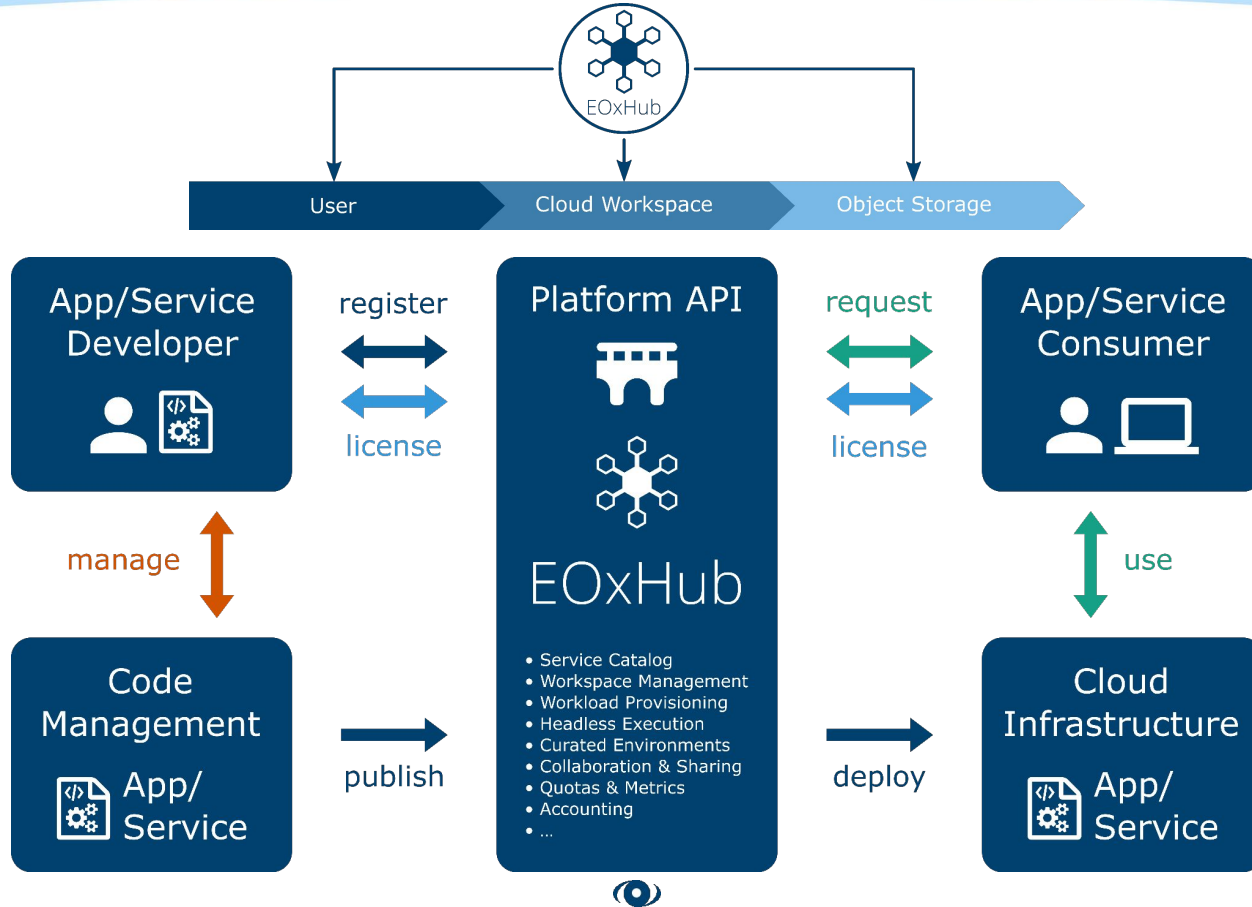 EOxHub
User
Cloud Workspace
Object Storage
App/Service
Developer
register
license
Platform API
request
license
App/Service
Consumer
manage
EOxHub
use
• Service Catalog
• Workspace Management
• Workload Provisioning
• Headless Execution
• Curated Environments
• Collaboration & Sharing
• Quotas & Metrics
• Accounting
• ...
Code
Management
</>
App/
Service
publish
deploy
Cloud
Infrastructure
</>
App/
Service